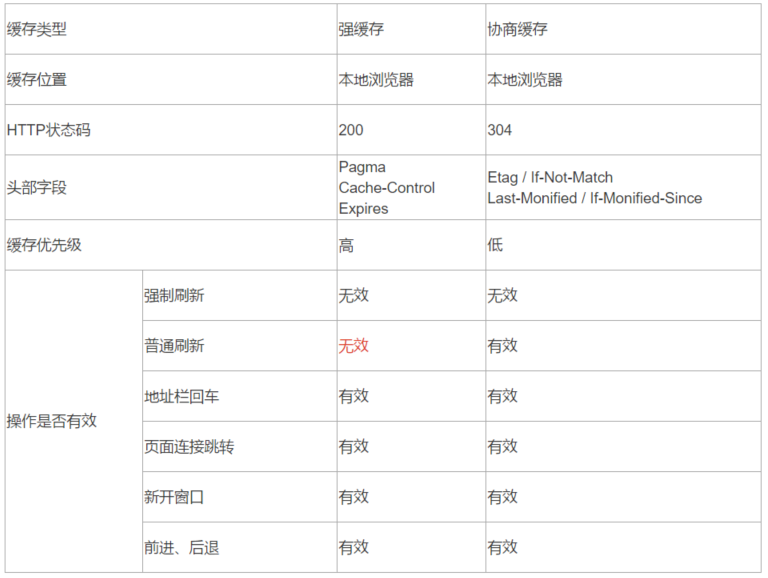 缓存类型 强缓存 协商缓存
缓存位置 本地浏览器 本地浏览器
HTTP状态码 200 304
头部字段
Pagma
Cache-Control
Expires
Etag / If-Not-Match
Last-Monified / If-Monified-Since
缓存优先级 高 低
操作是否有效
强制刷新 无效 无效
普通刷新 无效 有效
地址栏回车 有效 有效
页面连接跳转 有效 有效
新开窗口 有效 有效
前进、后退 有效 有效